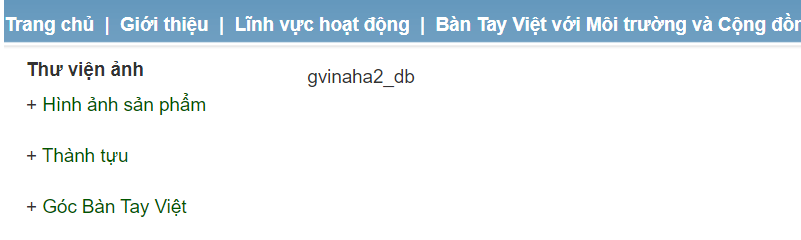 Trang chủ | Giới thiệu | Lĩnh vực hoạt động | Bàn Tay Việt với Môi trường và Cộng đồn
Thư viện ảnh
gvinaha2_db
+ Hình ảnh sản phẩm
+ Thành tựu
+ Góc Bàn Tay Việt